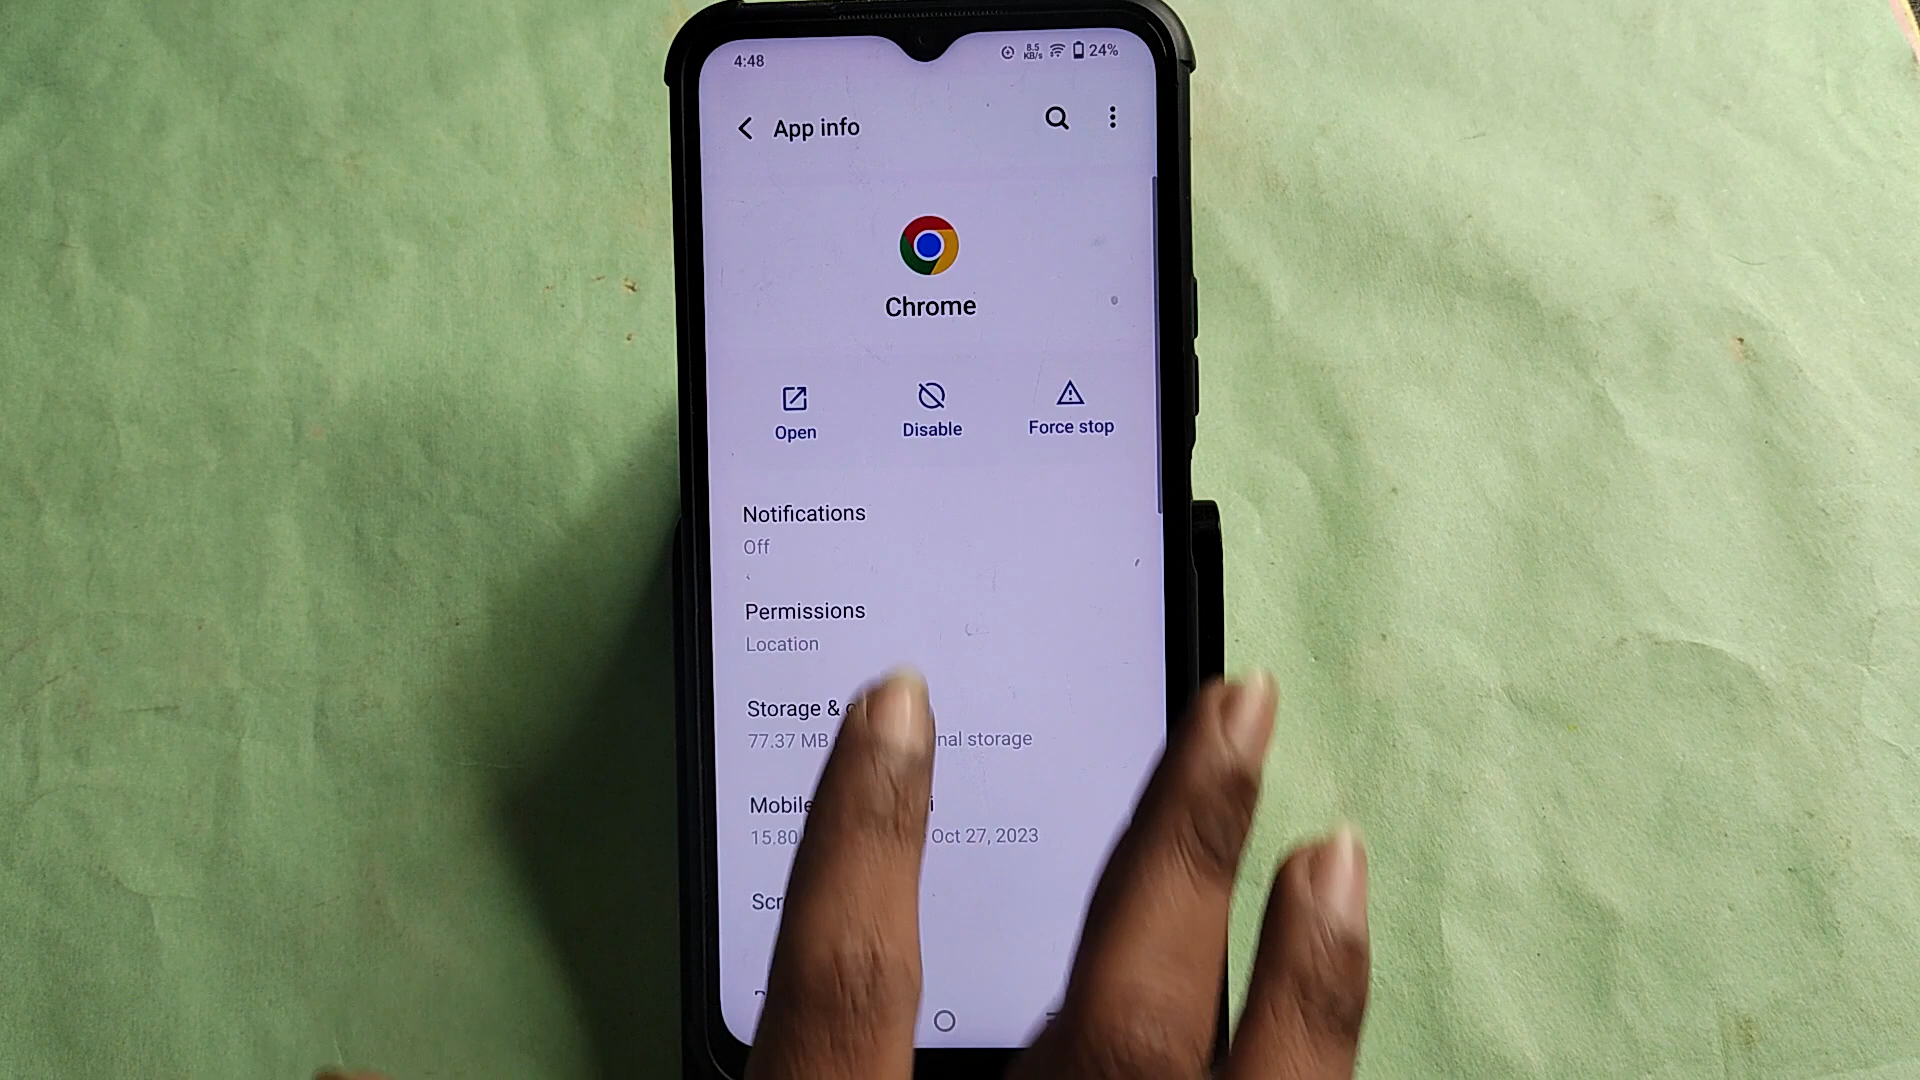 4:48
8.5
KB/s
24%
App info
Chrome
Open
Disable
Force stop
Notifications
Off
Permissions
Location
Storage &
77.37 MB nal storage
Mobile i
15.80 Oct 27, 2023
Scr